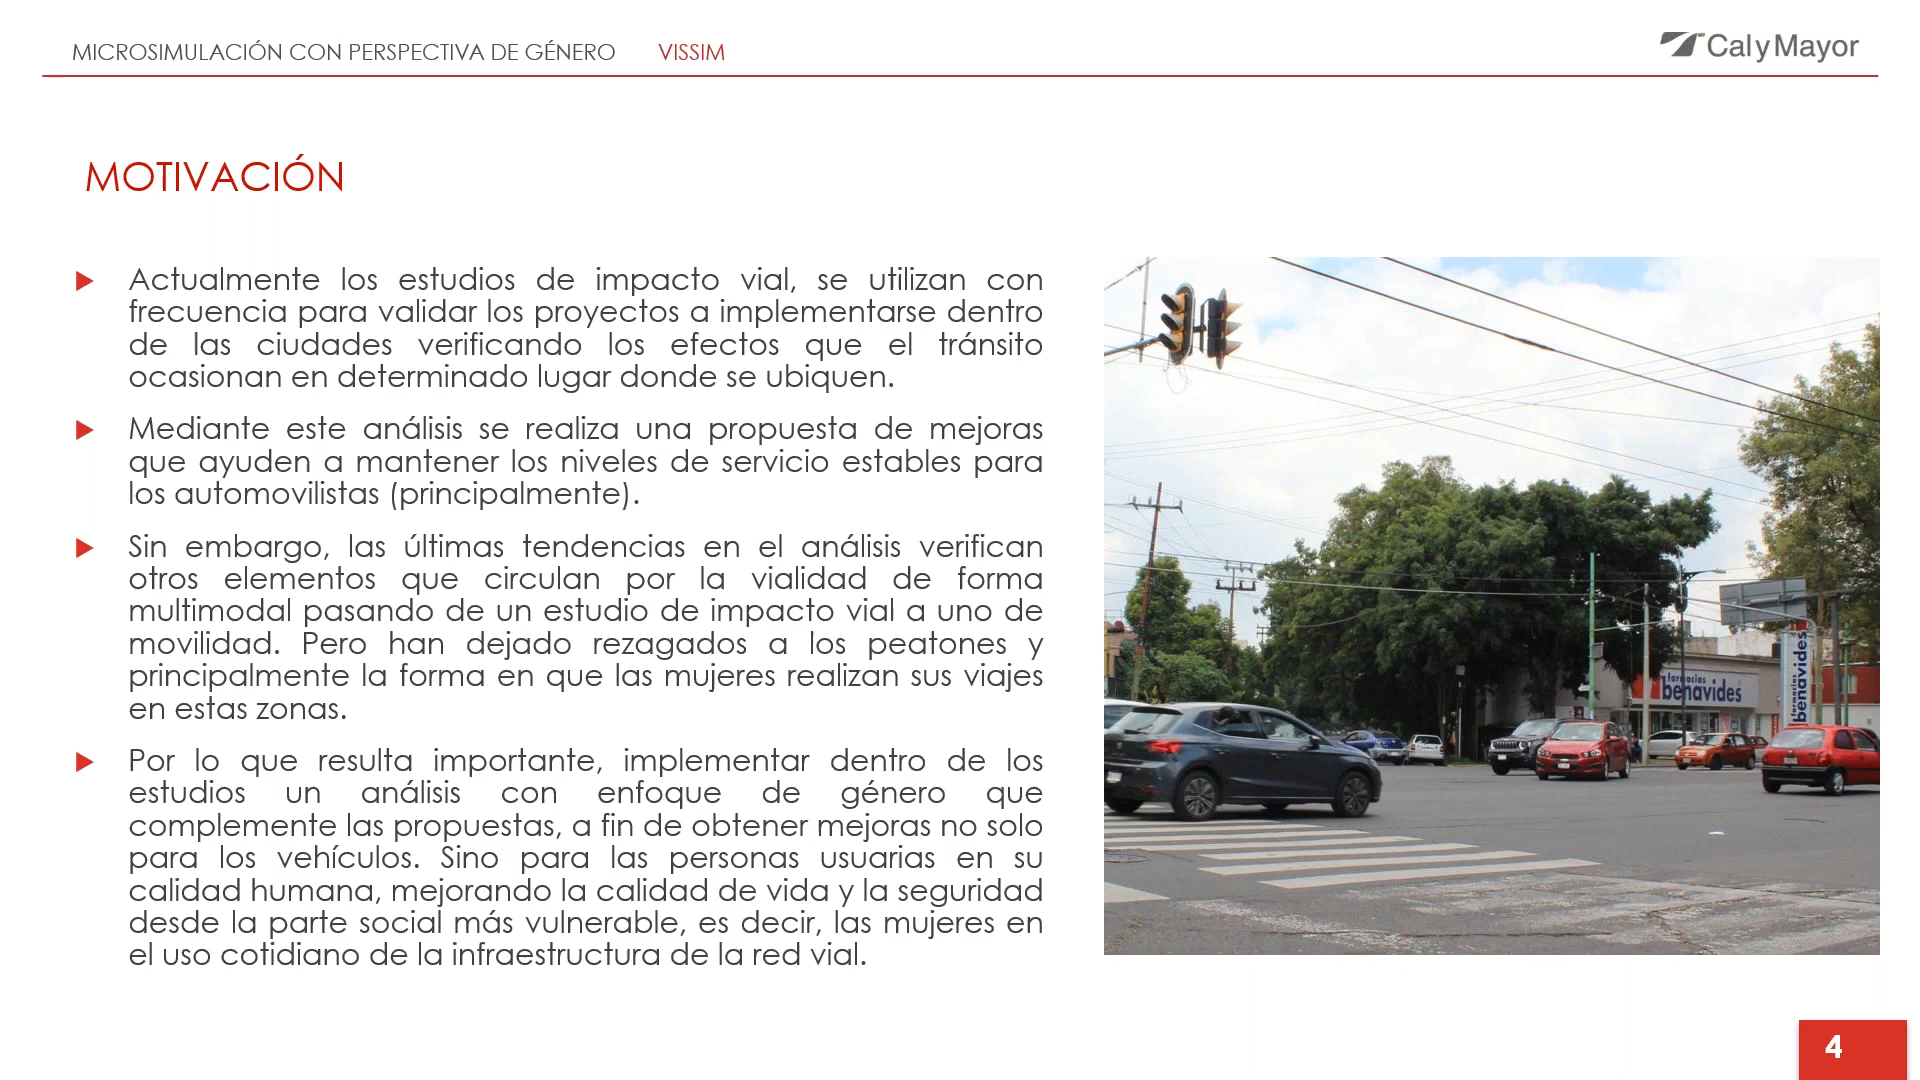 MICROSIMULACIÓN CON PERSPECTIVA DE GÉNERO VISSIM
Cal y Mayor
MOTIVACIÓN
Actualmente los estudios de impacto vial, se utilizan con
frecuencia para validar los proyectos a implementarse dentro
de las ciudades verificando los efectos que el tránsito
ocasionan en determinado lugar donde se ubiquen.
Mediante este análisis se realiza una propuesta de mejoras
que ayuden a mantener los niveles de servicio estables para
los automovilistas (principalmente).
Sin embargo, las últimas tendencias en el análisis verifican
otros elementos que circulan por la vialidad de forma
multimodal pasando de un estudio de impacto vial a uno de
movilidad. Pero han dejado rezagados a los peatones y
principalmente la forma en que las mujeres realizan sus viajes
en estas zonas.
Por lo que resulta importante, implementar dentro de los
estudios un análisis con enfoque de género que
complemente las propuestas, a fin de obtener mejoras no solo
para los vehículos. Sino para las personas usuarias en su
calidad humana, mejorando la calidad de vida y la seguridad
desde la parte social más vulnerable, es decir, las mujeres en
el uso cotidiano de la infraestructura de la red vial.
farmacias
benavides
farmacias
benavides
4